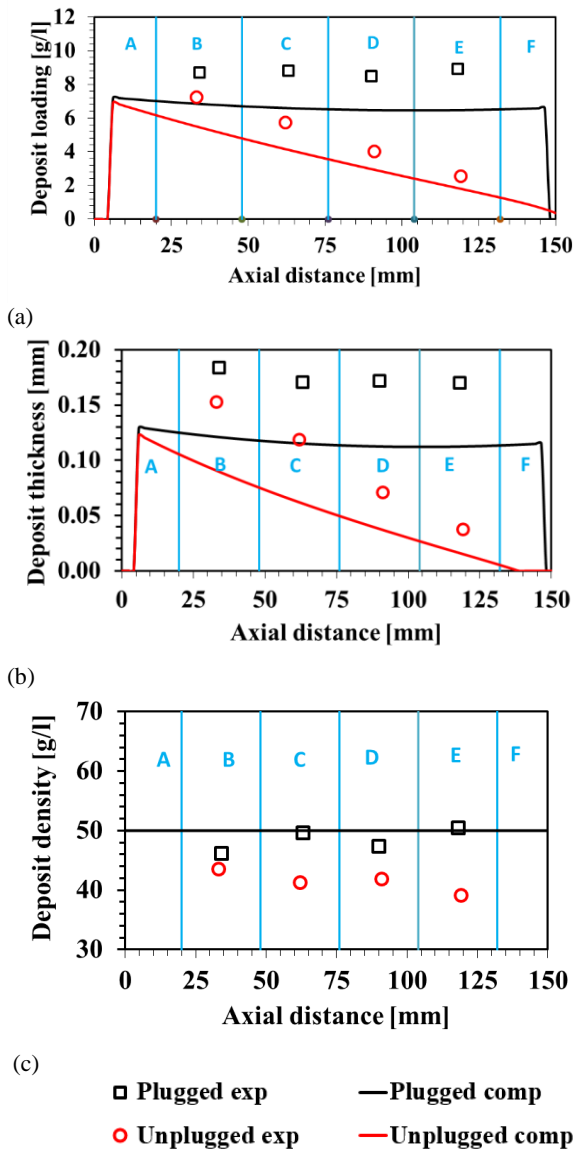 12
10
8
6
4
2
0
Deposit loading [g/l]
A B C D E F
0 25 50 75 100 125 150
Axial distance [mm]
(a)
0.20
0.15
0.10
0.05
0.00
Deposit thickness [mm]
A B C D E F
0 25 50 75 100 125 150
Axial distance [mm]
(b)
70
60
50
40
30
Deposit density [g/l]
A B C D E F
0 25 50 75 100 125 150
Axial distance [mm]
(c)
Plugged exp Plugged comp
Unplugged exp Unplugged comp